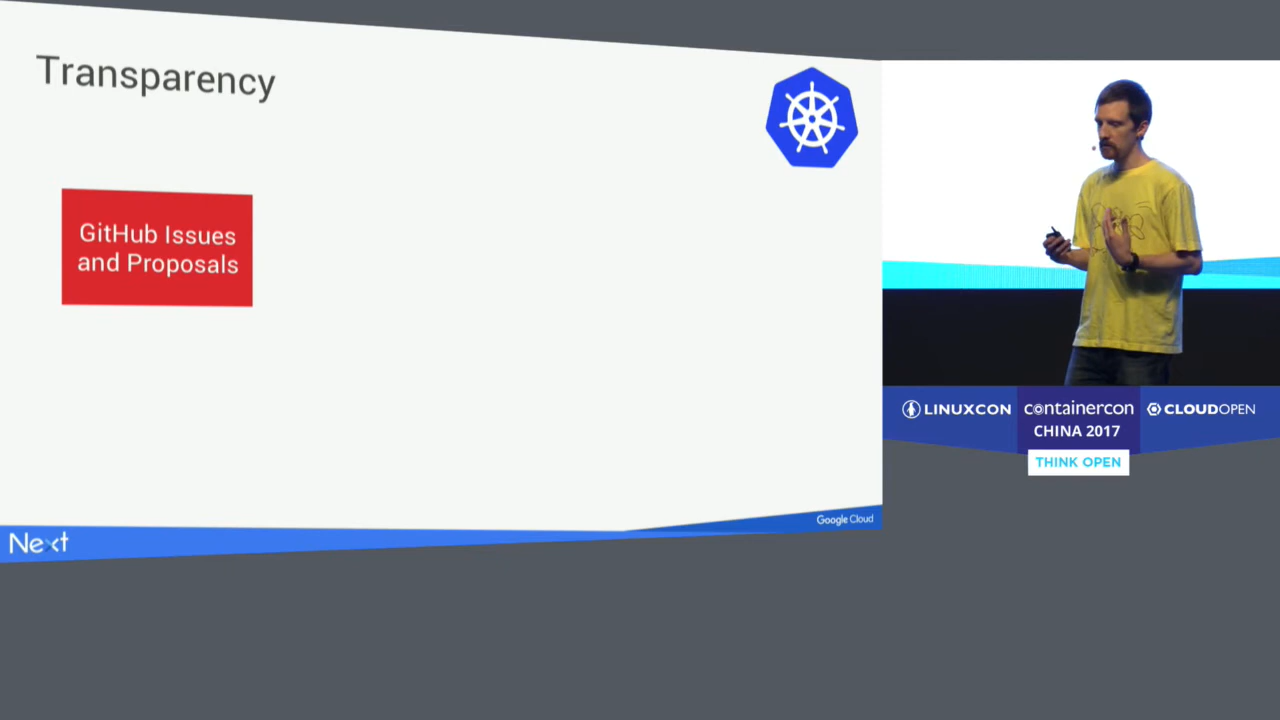 Transparency
GitHub Issues
and Proposals
Google Cloud
Next
LINUXCON
containercon
CLOUDOPEN
CHINA 2017
THINK OPEN